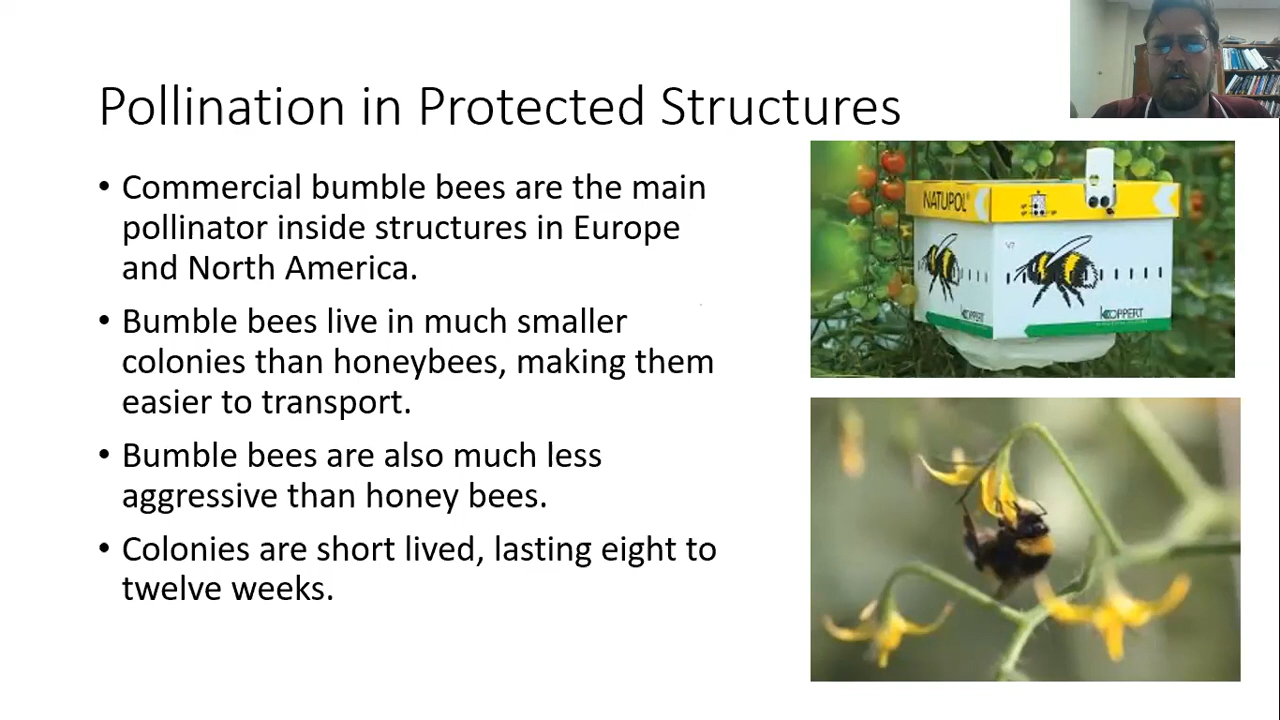 Pollination in Protected Structures
• Commercial bumble bees are the main
pollinator inside structures in Europe
and North America.
• Bumble bees live in much smaller
colonies than honeybees, making them
easier to transport.
• Bumble bees are also much less
aggressive than honey bees.
• Colonies are short lived, lasting eight to
twelve weeks.
NATUPOL
KOPPERT
KOPPERT